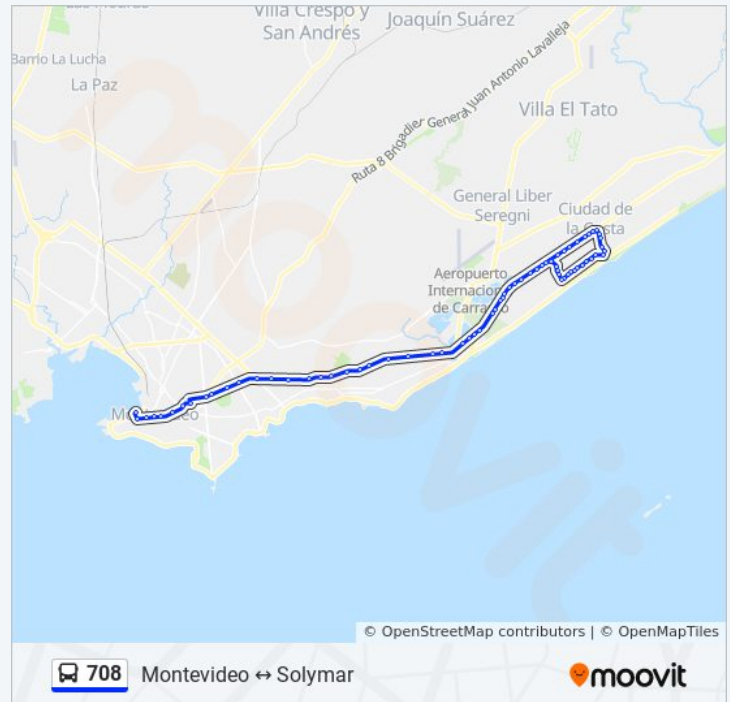 Villa Crespo y
San Andrés
Joaquín Suárez
Barrio La Lucha
La Paz
Ruta 8 Brigadier General Juan Antonio Lavalleja
Villa El Tato
General Liber
Seregni
Ciudad de
la Costa
Aeropuerto
Internacional
de Carrasco
Montevideo
moovit
© OpenStreetMap contributors | © OpenMapTiles
708 Montevideo ↔ Solymar
moovit